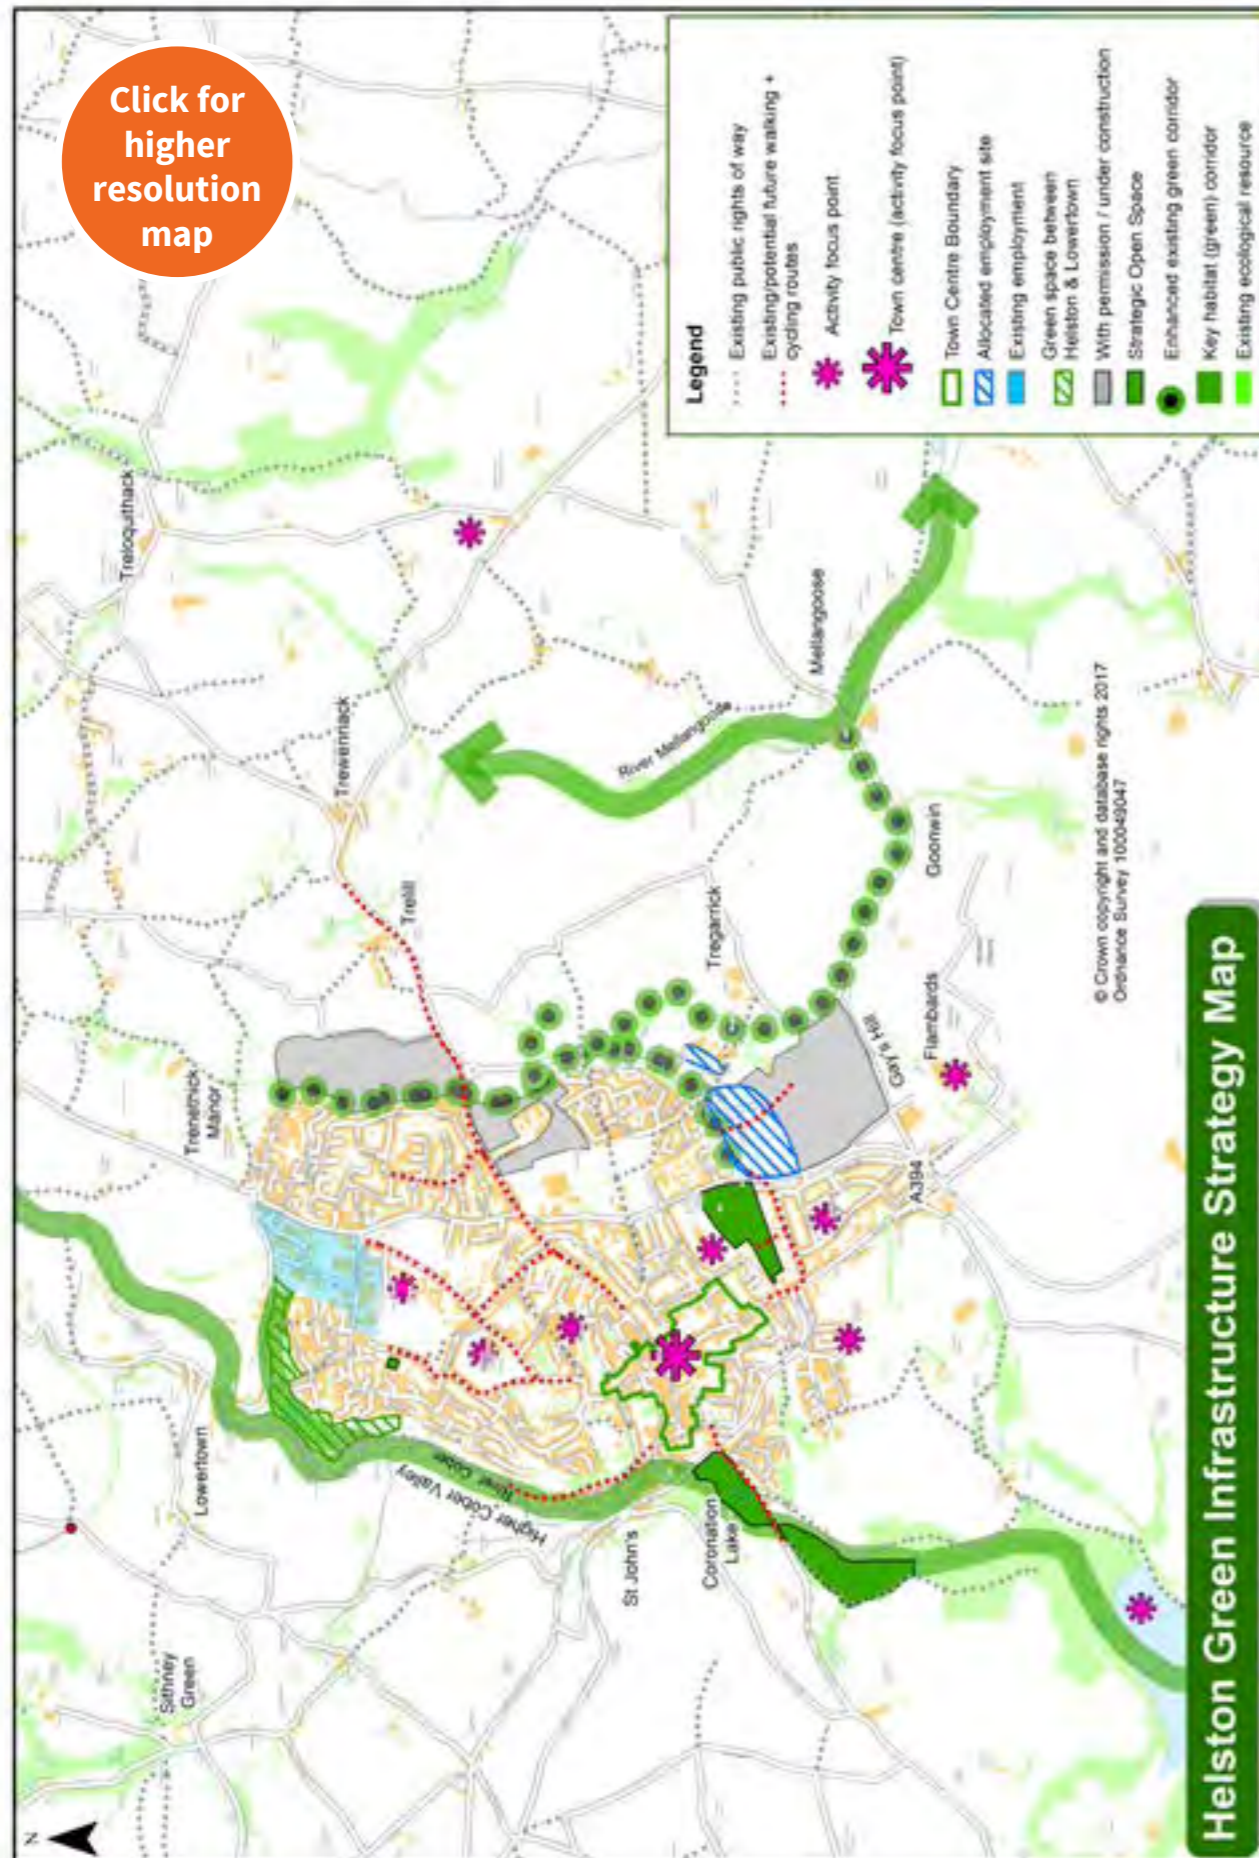 Click for
higher
resolution
map
Legend
Existing public rights of way
Existing/potential future walking +
cycling routes
Activity focus point
Town centre (activity focus point)
Town Centre Boundary
Allocated employment site
Existing employment
Green space between
Helston & Lowertown
With permission / under construction
Strategic Open Space
Enhanced existing green corridor
Key habitat (green) corridor
Existing ecological resource
N
Sithney
Green
Lowertown
Trenethnick
Manor
Treloquithack
Trewennack
Trelill
River Cober
Higher Cober Valley
St John's
Coronation
Lake
River Mellangoose
Mellangoose
Tregarrick
Goonwin
Gay's Hill
Flambards
A394
© Crown copyright and database rights 2017
Ordnance Survey 100049047
Helston Green Infrastructure Strategy Map